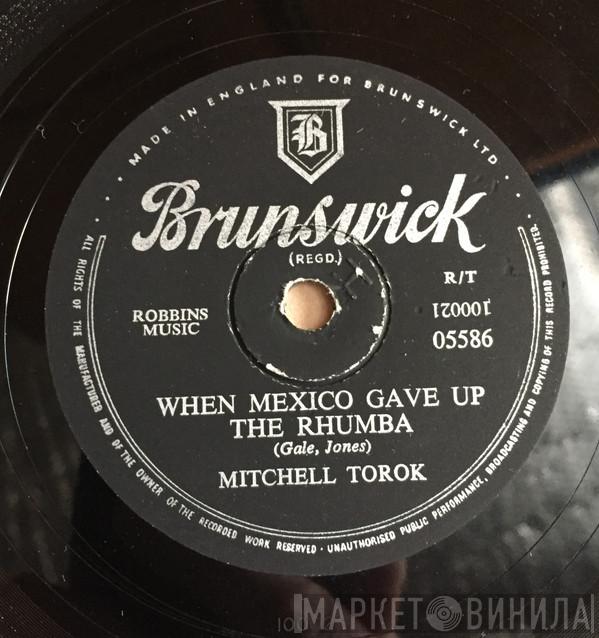 MADE IN ENGLAND FOR BRUNSWICK LTD
B
Brunswick
(REGD.)
R/T
ROBBINS
MUSIC
100021
05586
WHEN MEXICO GAVE UP
THE RHUMBA
(Gale, Jones)
MITCHELL TOROK
ALL RIGHTS OF THE MANUFACTURER AND OF THE OWNER OF THE RECORDED WORK RESERVED · UNAUTHORISED PUBLIC PERFORMANCE, BROADCASTING AND COPYING OF THIS RECORD PROHIBITED.
МАРКЕТ ВИНИЛА